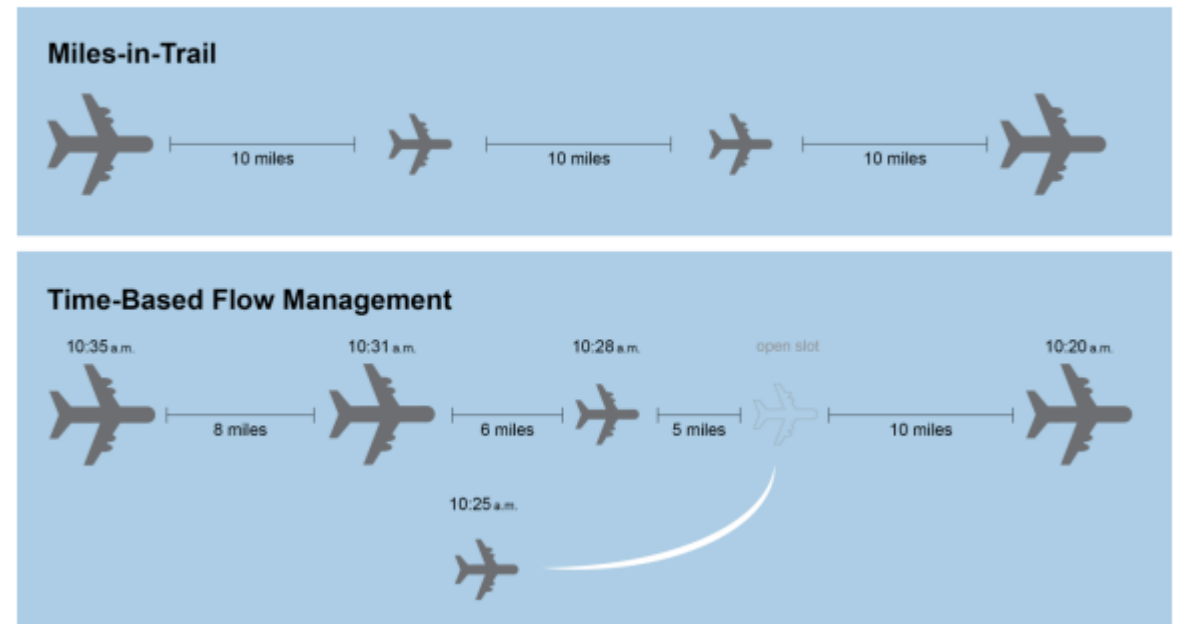 Miles-in-Trail
10 miles 10 miles 10 miles
Time-Based Flow Management
10:35 a.m. 10:31 a.m. 10:28 a.m. open slot 10:20 a.m.
8 miles 6 miles 5 miles 10 miles
10:25 a.m.